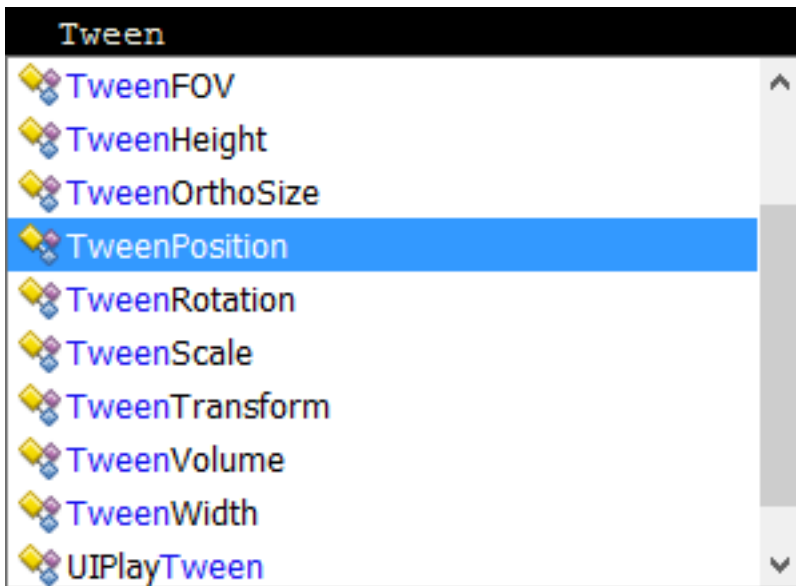 Tween
TweenFOV
TweenHeight
TweenOrthoSize
TweenPosition
TweenRotation
TweenScale
TweenTransform
TweenVolume
TweenWidth
UIPlayTween